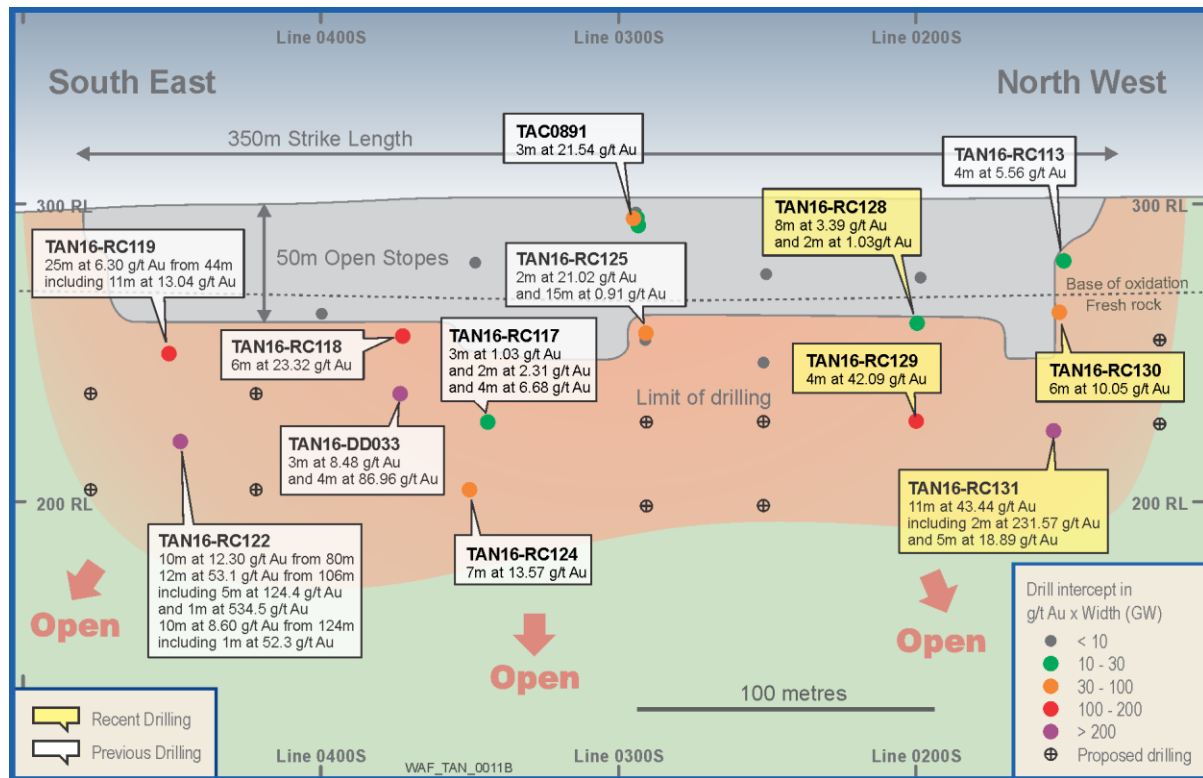 Line 0400S
Line 0300S
Line 0200S
South East
North West
350m Strike Length
TAC0891
3m at 21.54 g/t Au
TAN16-RC113
4m at 5.56 g/t Au
300 RL
300 RL
TAN16-RC128
8m at 3.39 g/t Au
and 2m at 1.03g/t Au
TAN16-RC119
25m at 6.30 g/t Au from 44m
including 11m at 13.04 g/t Au
50m Open Stopes
TAN16-RC125
2m at 21.02 g/t Au
and 15m at 0.91 g/t Au
Base of oxidation
Fresh rock
TAN16-RC118
6m at 23.32 g/t Au
TAN16-RC117
3m at 1.03 g/t Au
and 2m at 2.31 g/t Au
and 4m at 6.68 g/t Au
TAN16-RC129
4m at 42.09 g/t Au
TAN16-RC130
6m at 10.05 g/t Au
Limit of drilling
TAN16-DD033
3m at 8.48 g/t Au
and 4m at 86.96 g/t Au
TAN16-RC131
11m at 43.44 g/t Au
including 2m at 231.57 g/t Au
and 5m at 18.89 g/t Au
200 RL
200 RL
TAN16-RC122
10m at 12.30 g/t Au from 80m
12m at 53.1 g/t Au from 106m
including 5m at 124.4 g/t Au
and 1m at 534.5 g/t Au
10m at 8.60 g/t Au from 124m
including 1m at 52.3 g/t Au
TAN16-RC124
7m at 13.57 g/t Au
Open
Open
Open
Drill intercept in
g/t Au x Width (GW)
< 10
10 - 30
30 - 100
100 - 200
> 200
Proposed drilling
100 metres
Recent Drilling
Previous Drilling
Line 0400S
Line 0300S
Line 0200S
WAF_TAN_0011B